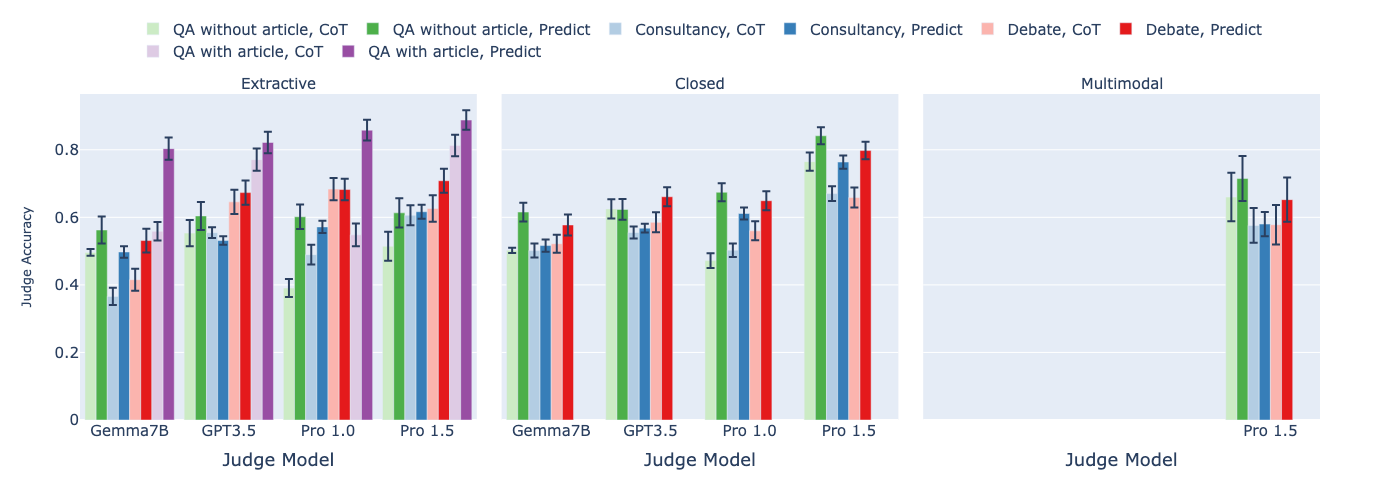 QA without article, CoT QA without article, Predict Consultancy, CoT Consultancy, Predict Debate, CoT Debate, Predict
QA with article, CoT QA with article, Predict
Extractive Closed Multimodal
Judge Accuracy
0.8
0.6
0.4
0.2
0
Gemma7B GPT3.5 Pro 1.0 Pro 1.5 Gemma7B GPT3.5 Pro 1.0 Pro 1.5 Pro 1.5
Judge Model Judge Model Judge Model